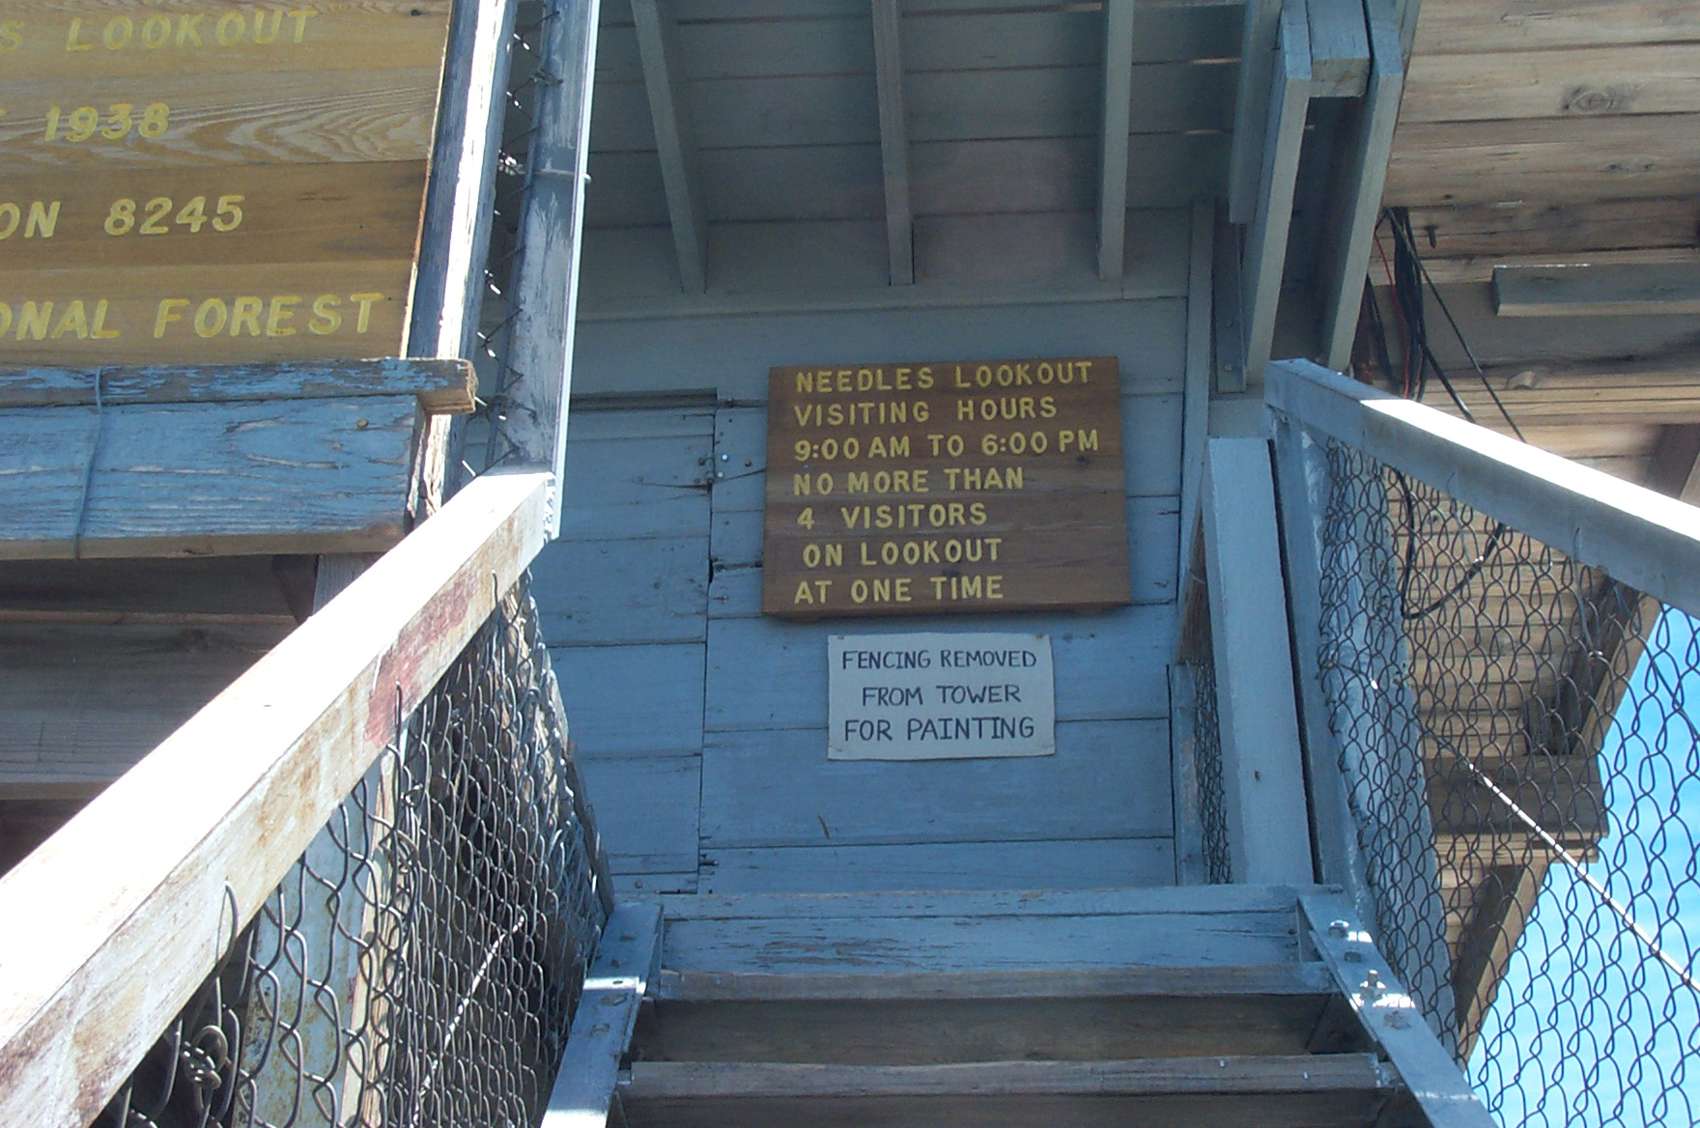 S LOOKOUT
1938
ON 8245
ONAL FOREST
NEEDLES LOOKOUT
VISITING HOURS
9:00 AM TO 6:00 PM
NO MORE THAN
4 VISITORS
ON LOOKOUT
AT ONE TIME
FENCING REMOVED
FROM TOWER
FOR PAINTING